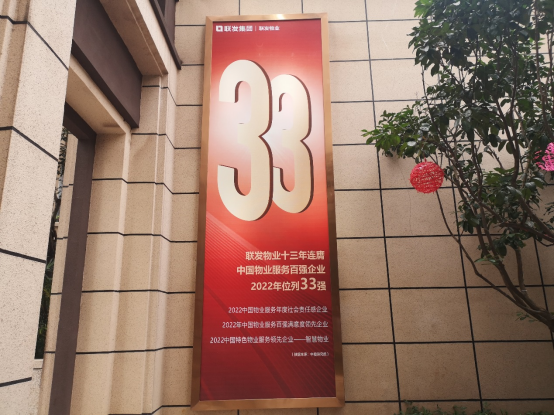 联发集团 | 联发物业
33
联发物业十三年连膺
中国物业服务百强企业
2022年位列33强
2022中国物业服务年度社会责任感企业
2022年中国物业服务百强满意度领先企业
2022中国特色物业服务领先企业——智慧物业